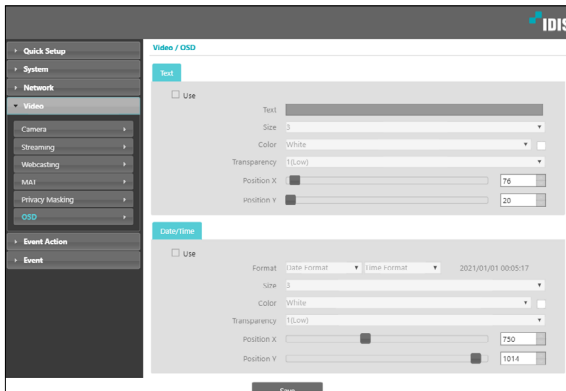 IDIS
Quick Setup
System
Network
Video
Camera
Streaming
Webcasting
MAT
Privacy Masking
OSD
Event Action
Event
Video / OSD
Text
Use
Text
Size 3
Color White
Transparency 1(Low)
Position X 76
Position Y 20
Date/Time
Use
Format Date Format Time Format 2021/01/01 00:05:17
Size 3
Color White
Transparency 1(Low)
Position X 730
Position Y 1014
Save